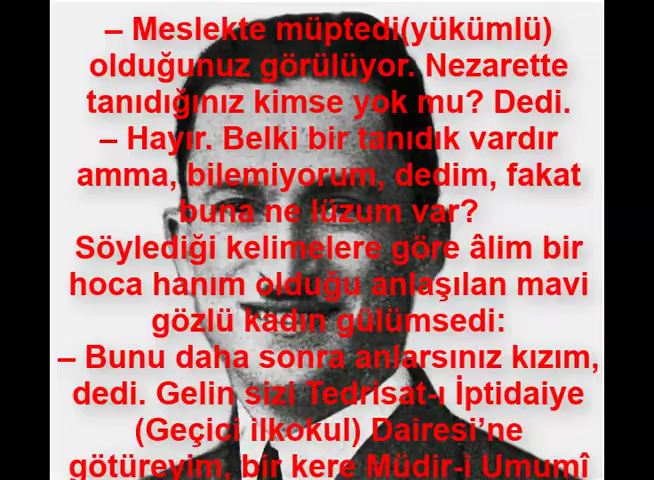 – Meslekte müptedi(yükümlü)
olduğunuz görülüyor. Nezarette
tanıdığınız kimse yok mu? Dedi.
– Hayır. Belki bir tanıdık vardır
amma, bilemiyorum, dedim, fakat
buna ne lüzum var?
Söylediği kelimelere göre âlim bir
hoca hanım olduğu anlaşılan mavi
gözlü kadın gülümsedi:
– Bunu daha sonra anlarsınız kızım,
dedi. Gelin sizi Tedrisat-ı İptidaiye
(Geçici ilkokul) Dairesi’ne
götüreyim, bir kere Müdir-i Umumî